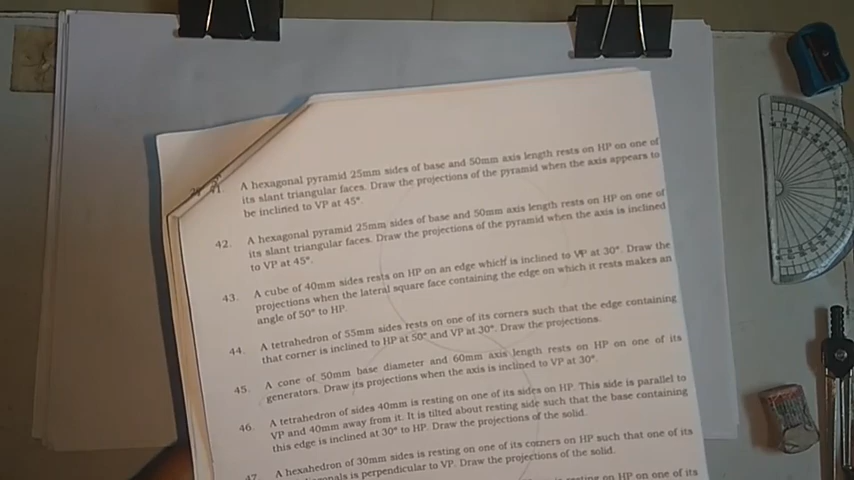 41. A hexagonal pyramid 25mm sides of base and 50mm axis length rests on HP on one of
its slant triangular faces. Draw the projections of the pyramid when the axis appears to
be inclined to VP at 45°.
42. A hexagonal pyramid 25mm sides of base and 50mm axis length rests on HP on one of
its slant triangular faces. Draw the projections of the pyramid when the axis is inclined
to VP at 45°.
43. A cube of 40mm sides rests on HP on an edge which is inclined to VP at 30°. Draw the
projections when the lateral square face containing the edge on which it rests makes an
angle of 50° to HP.
44. A tetrahedron of 55mm sides rests on one of its corners such that the edge containing
that corner is inclined to HP at 50° and VP at 30°. Draw the projections.
45. A cone of 50mm base diameter and 60mm axis length rests on HP on one of its
generators. Draw its projections when the axis is inclined to VP at 30°.
46. A tetrahedron of sides 40mm is resting on one of its sides on HP. This side is parallel to
VP and 40mm away from it. It is tilted about resting side such that the base containing
this edge is inclined at 30° to HP. Draw the projections of the solid.
47. A hexahedron of 30mm sides is resting on one of its corners on HP such that one of its
is perpendicular to VP. Draw the projections of the solid.
resting on HP on one of its